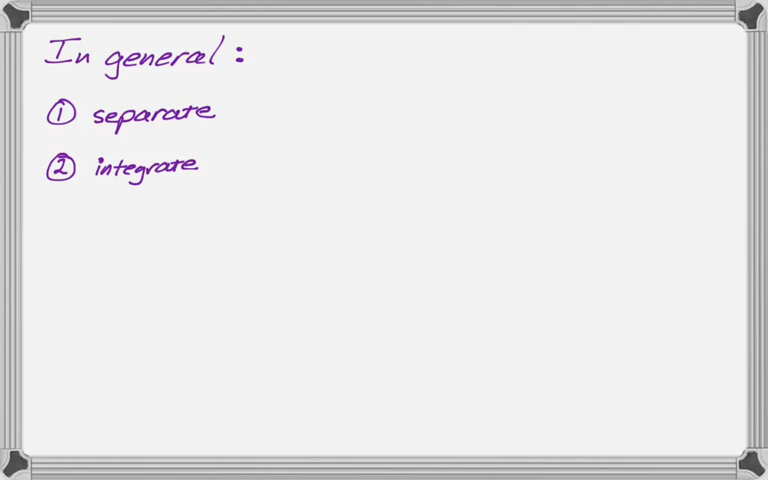 In general :
① separate
② integrate